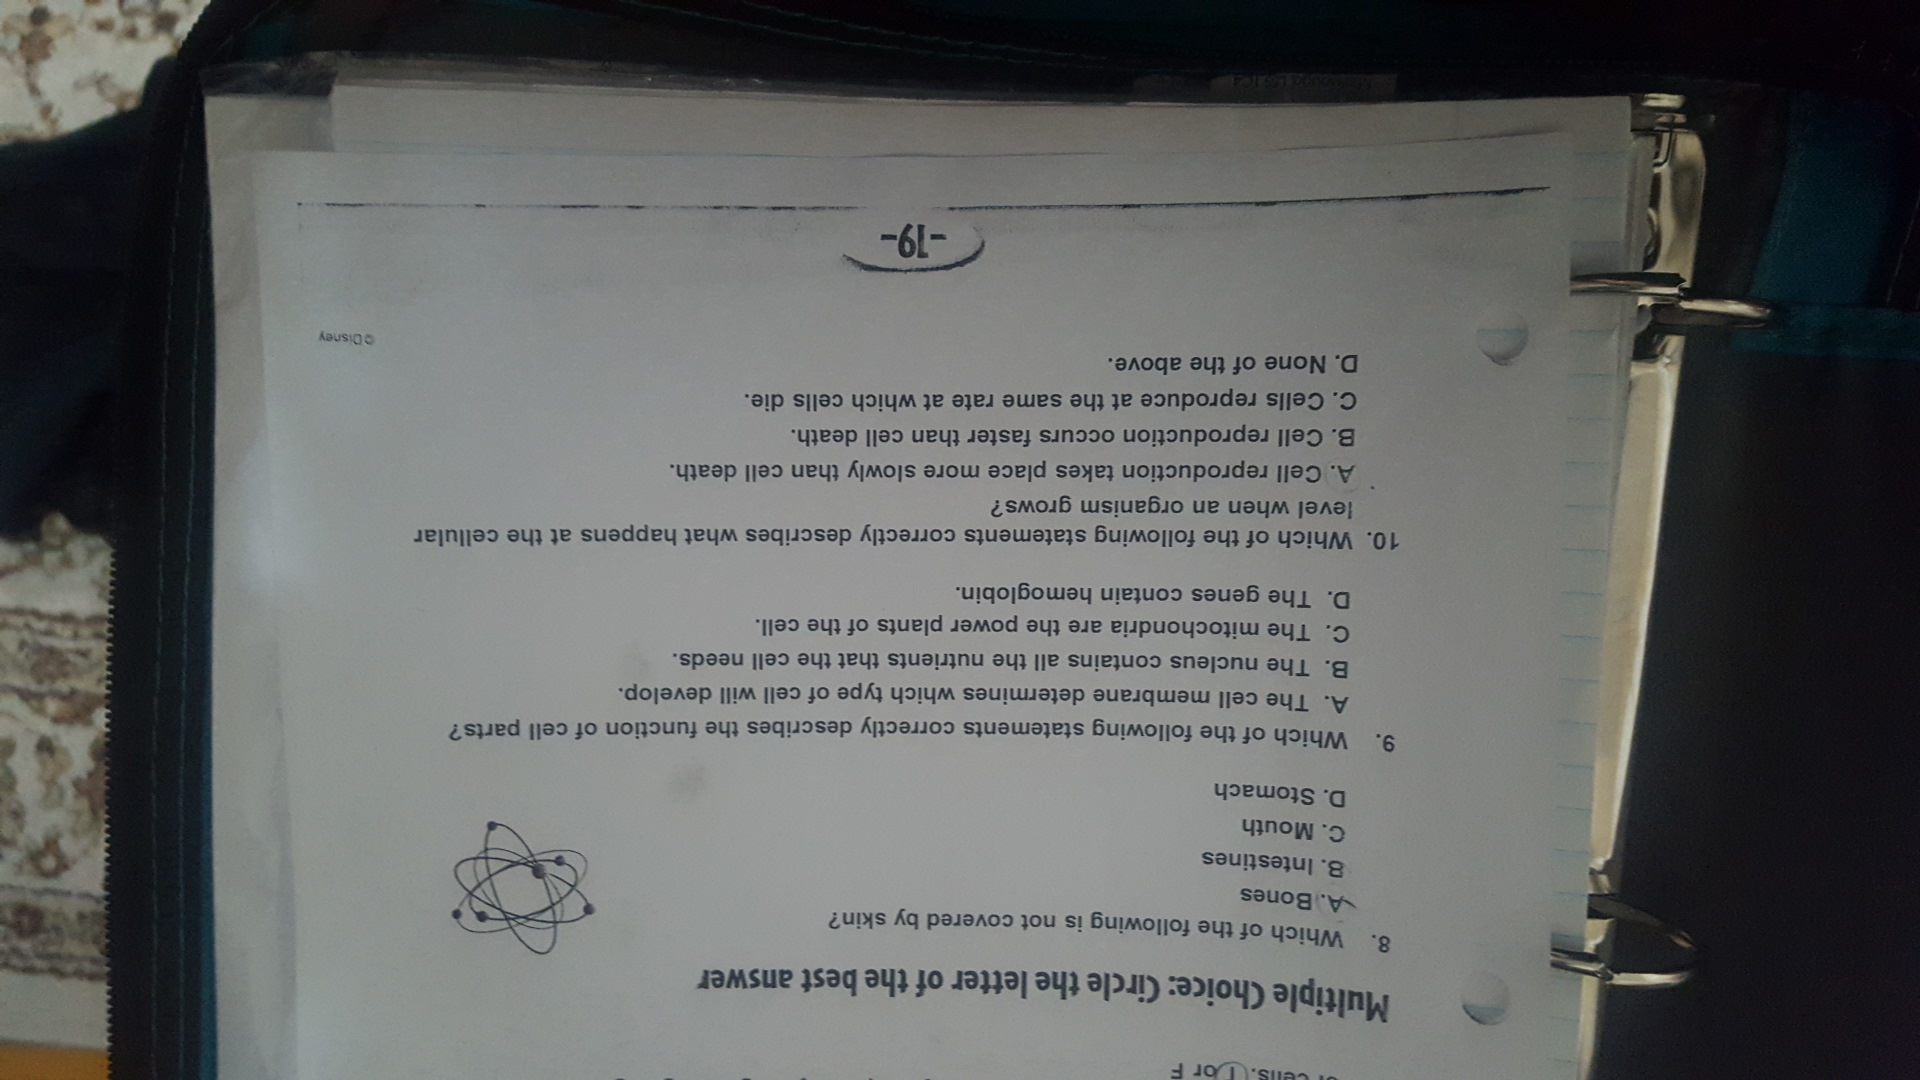 or cells. T or F
Multiple Choice: Circle the letter of the best answer
8. Which of the following is not covered by skin?
A. Bones
B. Intestines
C. Mouth
D. Stomach
9. Which of the following statements correctly describes the function of cell parts?
A. The cell membrane determines which type of cell will develop.
B. The nucleus contains all the nutrients that the cell needs.
C. The mitochondria are the power plants of the cell.
D. The genes contain hemoglobin.
10. Which of the following statements correctly describes what happens at the cellular
level when an organism grows?
A. Cell reproduction takes place more slowly than cell death.
B. Cell reproduction occurs faster than cell death.
C. Cells reproduce at the same rate at which cells die.
D. None of the above.
©Disney
-19-